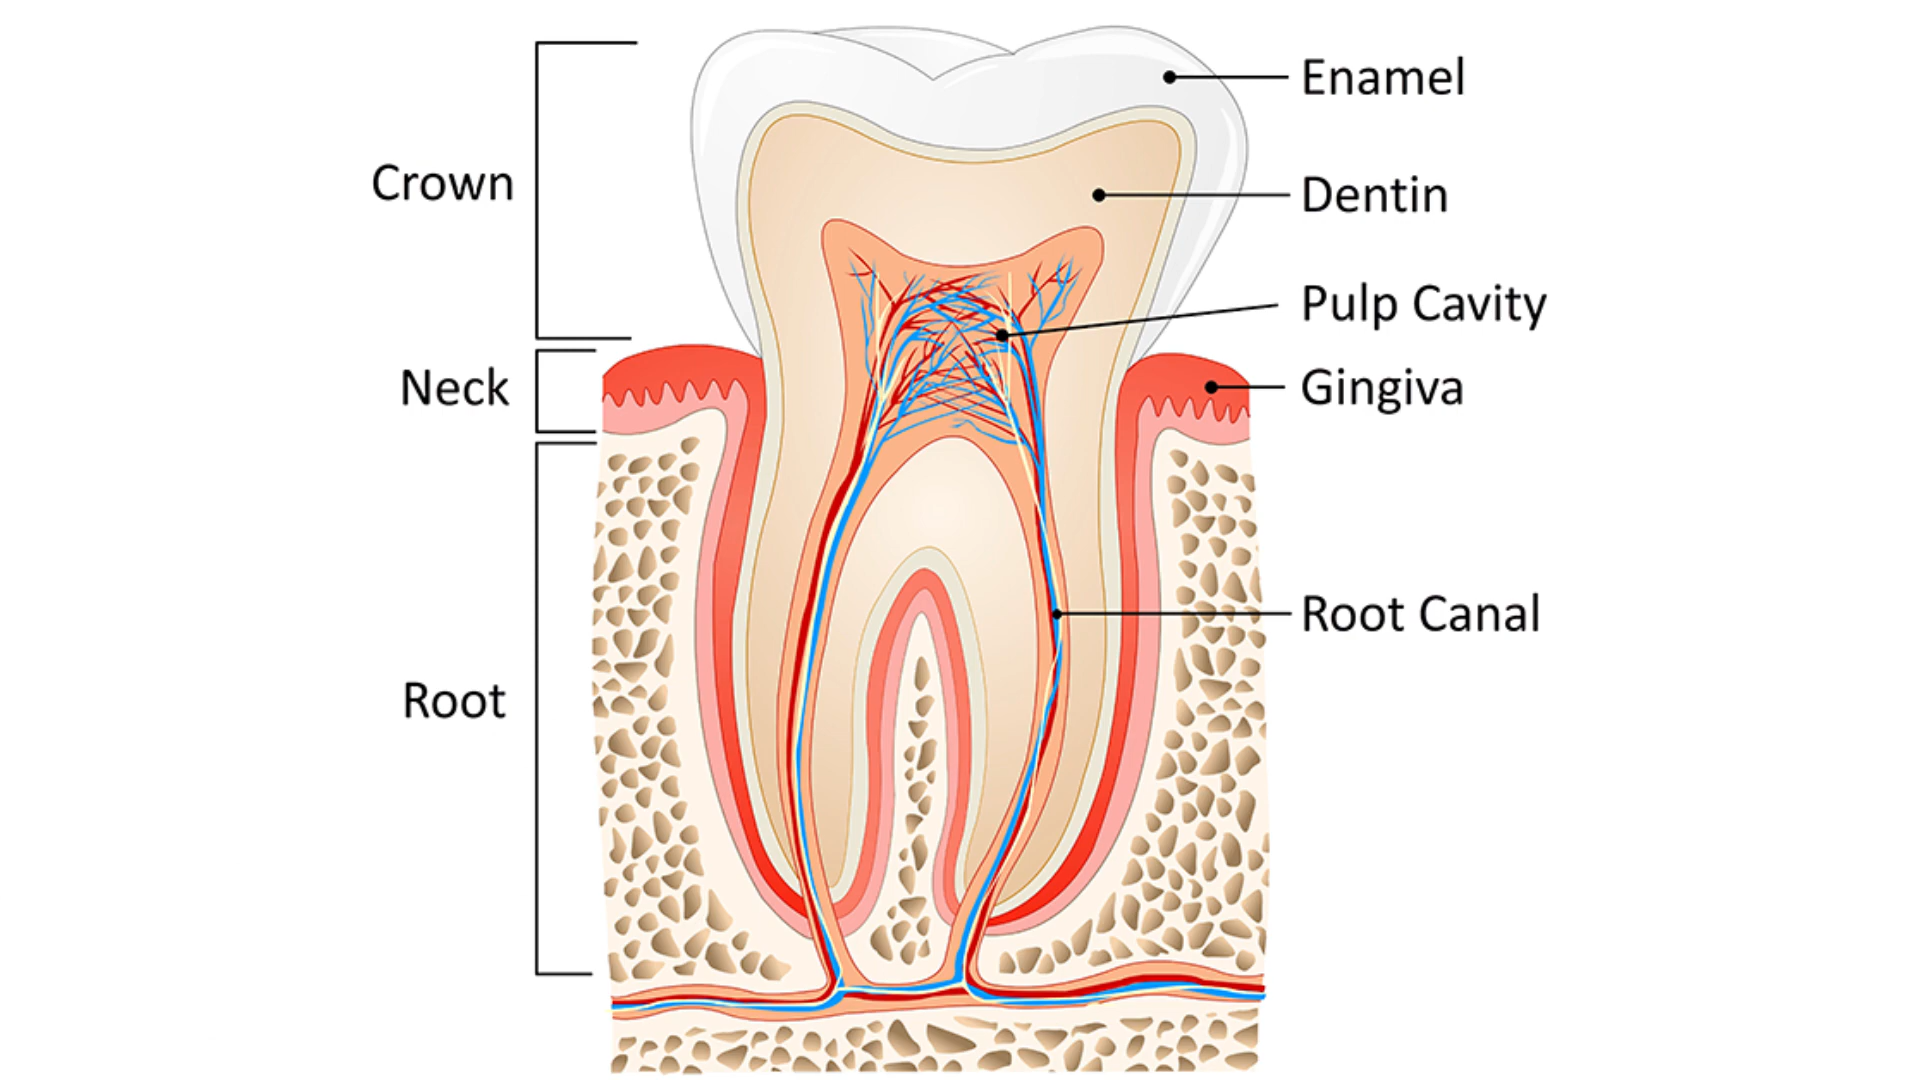 Crown
Neck
Root
Enamel
Dentin
Pulp Cavity
Gingiva
Root Canal